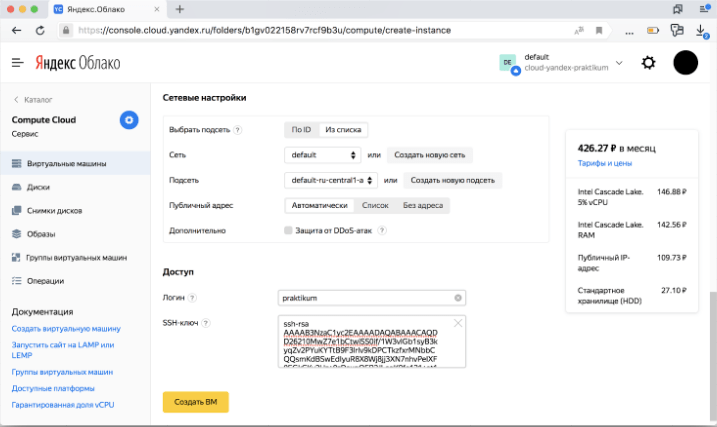 Яндекс.Облако
https://console.cloud.yandex.ru/folders/b1gv022158rv7rcf9b3u/compute/create-instance
Яндекс Облако
DE
default
cloud-yandex-praktikum
Каталог
Compute Cloud
Сервис
Виртуальные машины
Диски
Снимки дисков
Образы
Группы виртуальных машин
Операции
Документация
Создать виртуальную машину
Запустить сайт на LAMP или
LEMP
Группы виртуальных машин
Доступные платформы
Гарантированная доля vCPU
Сетевые настройки
Выбрать подсеть ? По ID Из списка
Сеть default или Создать новую сеть
Подсеть default-ru-central1-a или Создать новую подсеть
Публичный адрес Автоматически Список Без адреса
Дополнительно Защита от DDoS-атак ?
Доступ
Логин ? praktikum
SSH-ключ ? ssh-rsa
AAAAB3NzaC1yc2EAAAADAQABAAACAQD
Создать ВМ
426.27 ₽ в месяц
Тарифы и цены
Intel Cascade Lake. 146.88 ₽
5% vCPU
Intel Cascade Lake. 142.56 ₽
RAM
Публичный IP- 109.73 ₽
адрес
Стандартное 27.10 ₽
хранилище (HDD)